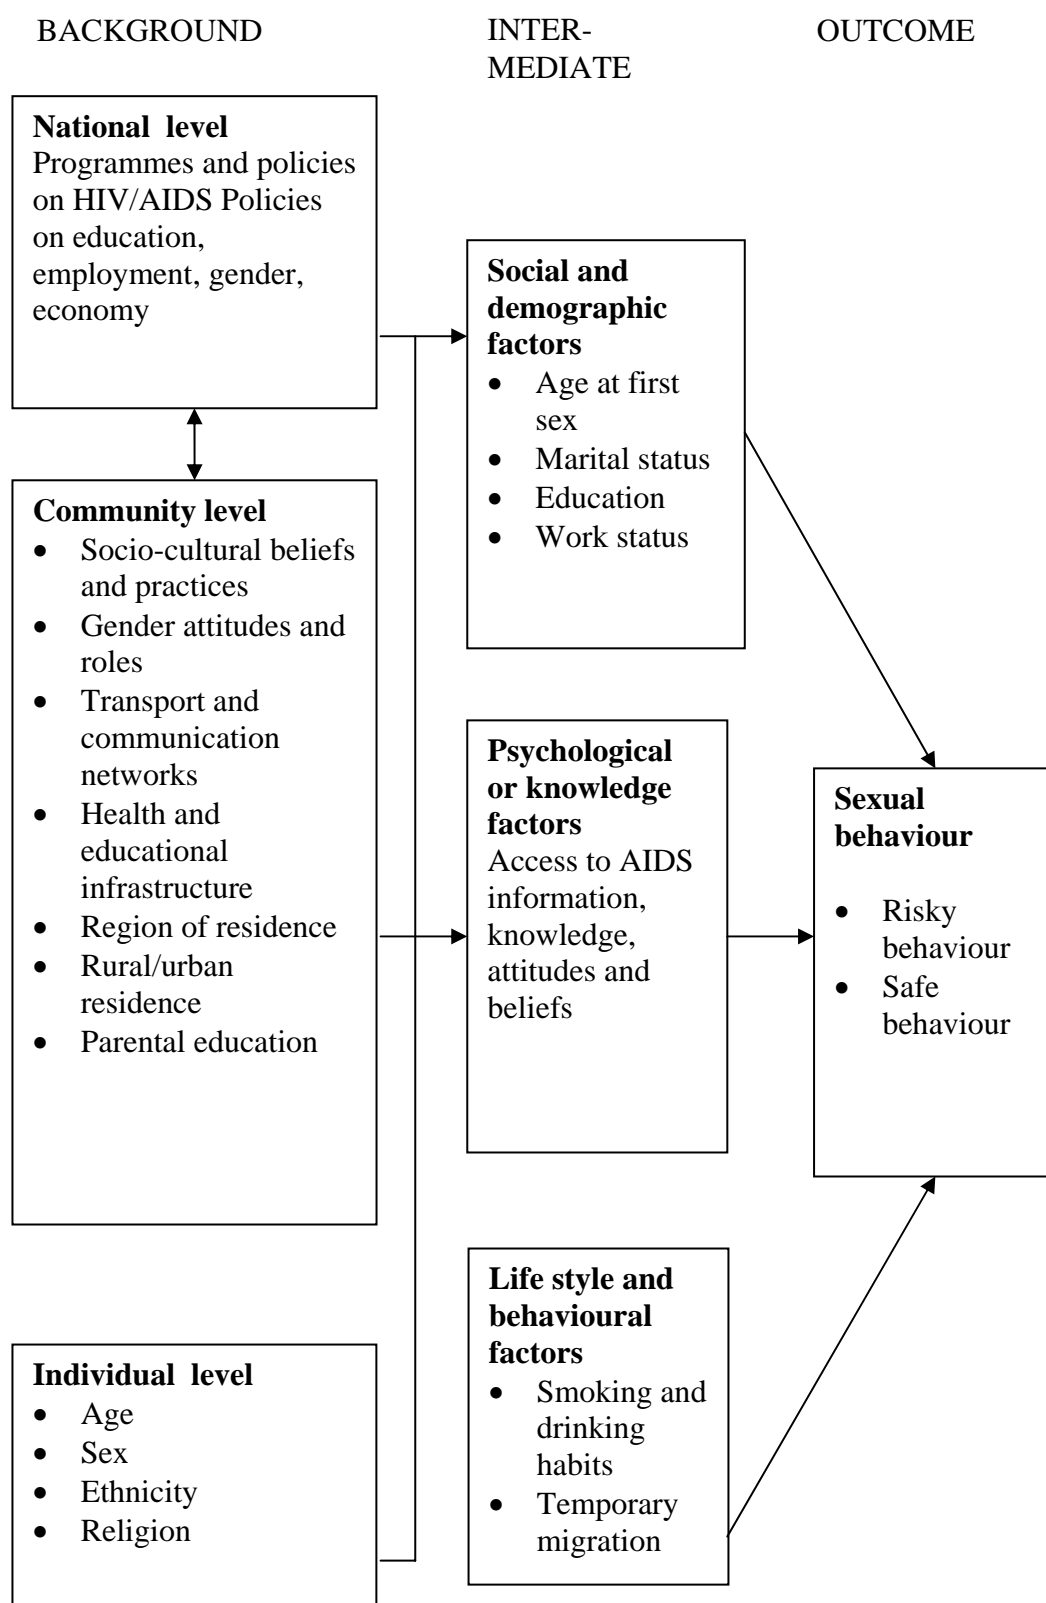 BACKGROUND
INTER-
MEDIATE
OUTCOME
National level
Programmes and policies
on HIV/AIDS Policies
on education,
employment, gender,
economy
Community level
• Socio-cultural beliefs
and practices
• Gender attitudes and
roles
• Transport and
communication
networks
• Health and
educational
infrastructure
• Region of residence
• Rural/urban
residence
• Parental education
Individual level
• Age
• Sex
• Ethnicity
• Religion
Social and
demographic
factors
• Age at first
sex
• Marital status
• Education
• Work status
Psychological
or knowledge
factors
Access to AIDS
information,
knowledge,
attitudes and
beliefs
Life style and
behavioural
factors
• Smoking and
drinking
habits
• Temporary
migration
Sexual
behaviour
• Risky
behaviour
• Safe
behaviour